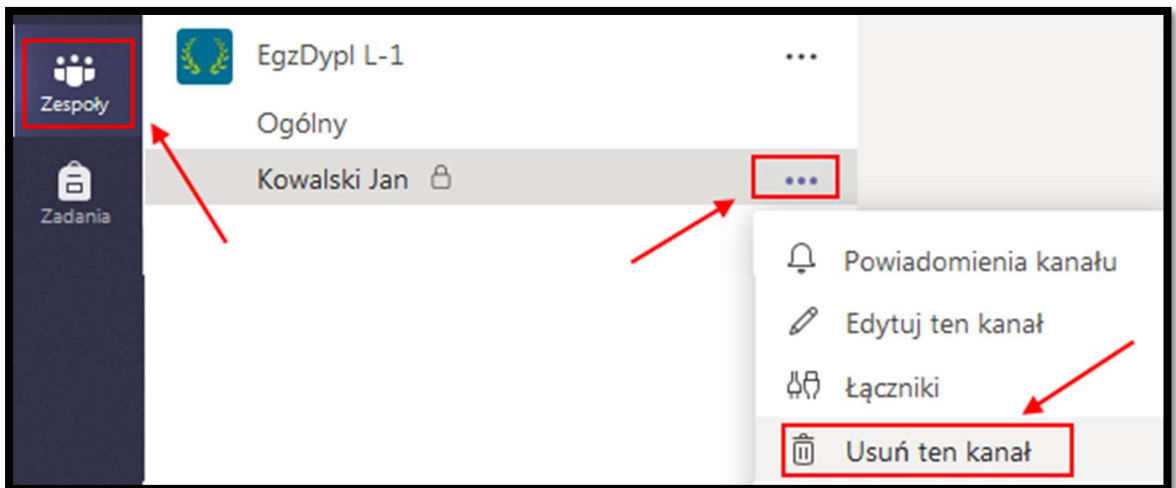 Zespoły
Zadania
EgzDypl L-1
Ogólny
Kowalski Jan
Powiadomienia kanału
Edytuj ten kanał
Łączniki
Usuń ten kanał